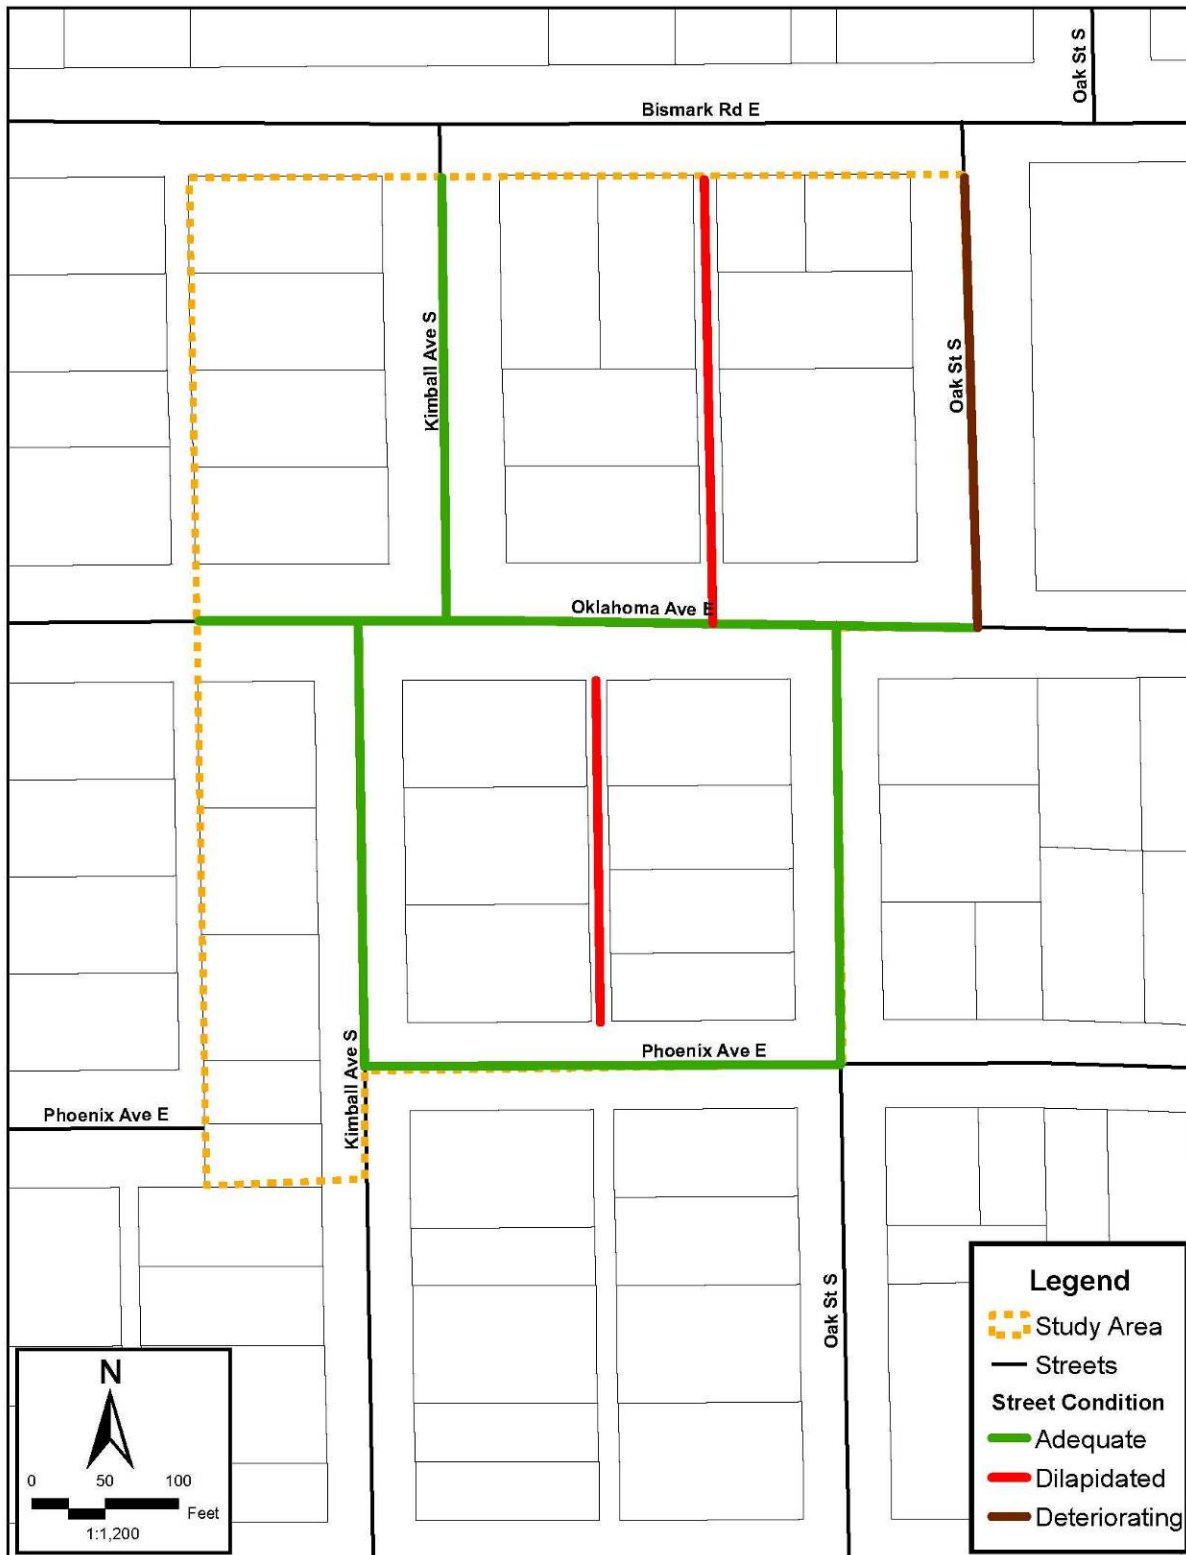 Oak St S
Bismark Rd E
Kimball Ave S
Oak St S
Oklahoma Ave E
Phoenix Ave E
Kimball Ave S
Phoenix Ave E
Oak St S
Legend
Study Area
Streets
Street Condition
Adequate
Dilapidated
Deteriorating
N
0 50 100
Feet
1:1,200